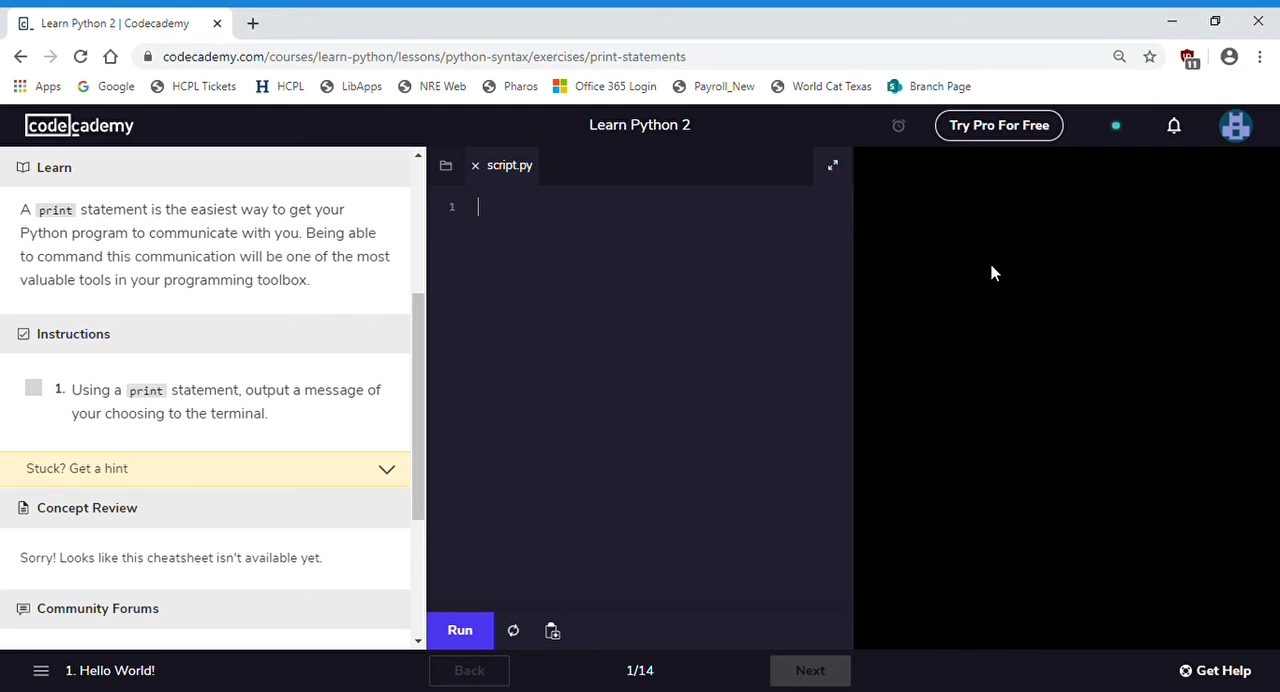 Learn Python 2 | Codecademy
codecademy.com/courses/learn-python/lessons/python-syntax/exercises/print-statements
11
Apps Google HCPL Tickets H HCPL LibApps NRE Web Pharos Office 365 Login Payroll_New World Cat Texas Branch Page
codecademy Learn Python 2 Try Pro For Free
Learn
script.py
A print statement is the easiest way to get your
Python program to communicate with you. Being able
to command this communication will be one of the most
valuable tools in your programming toolbox.
1
Instructions
1. Using a print statement, output a message of
your choosing to the terminal.
Stuck? Get a hint
Concept Review
Sorry! Looks like this cheatsheet isn't available yet.
Community Forums
Run
1. Hello World! Back 1/14 Next Get Help